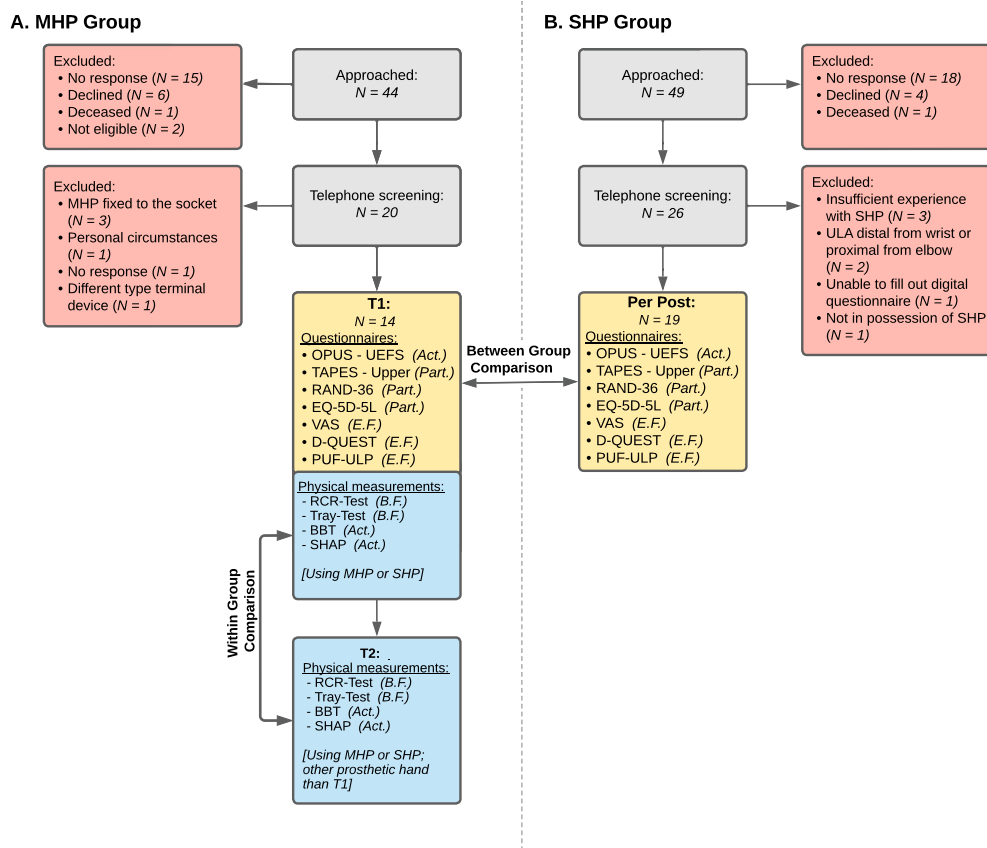 A. MHP Group
Excluded:
• No response (N = 15)
• Declined (N = 6)
• Deceased (N = 1)
• Not eligible (N = 2)
Approached:
N = 44
Excluded:
• MHP fixed to the socket
(N = 3)
• Personal circumstances
(N = 1)
• No response (N = 1)
• Different type terminal
device (N = 1)
Telephone screening:
N = 20
T1:
N = 14
Questionnaires:
• OPUS - UEFS (Act.)
• TAPES - Upper (Part.)
• RAND-36 (Part.)
• EQ-5D-5L (Part.)
• VAS (E.F.)
• D-QUEST (E.F.)
• PUF-ULP (E.F.)
Physical measurements:
- RCR-Test (B.F.)
- Tray-Test (B.F.)
- BBT (Act.)
- SHAP (Act.)
[Using MHP or SHP]
Within Group
Comparison
T2:
Physical measurements:
- RCR-Test (B.F.)
- Tray-Test (B.F.)
- BBT (Act.)
- SHAP (Act.)
[Using MHP or SHP;
other prosthetic hand
than T1]
Between Group
Comparison
B. SHP Group
Approached:
N = 49
Excluded:
• No response (N = 18)
• Declined (N = 4)
• Deceased (N = 1)
Telephone screening:
N = 26
Excluded:
• Insufficient experience
with SHP (N = 3)
• ULA distal from wrist or
proximal from elbow
(N = 2)
• Unable to fill out digital
questionnaire (N = 1)
• Not in possession of SHP
(N = 1)
Per Post:
N = 19
Questionnaires:
• OPUS - UEFS (Act.)
• TAPES - Upper (Part.)
• RAND-36 (Part.)
• EQ-5D-5L (Part.)
• VAS (E.F.)
• D-QUEST (E.F.)
• PUF-ULP (E.F.)